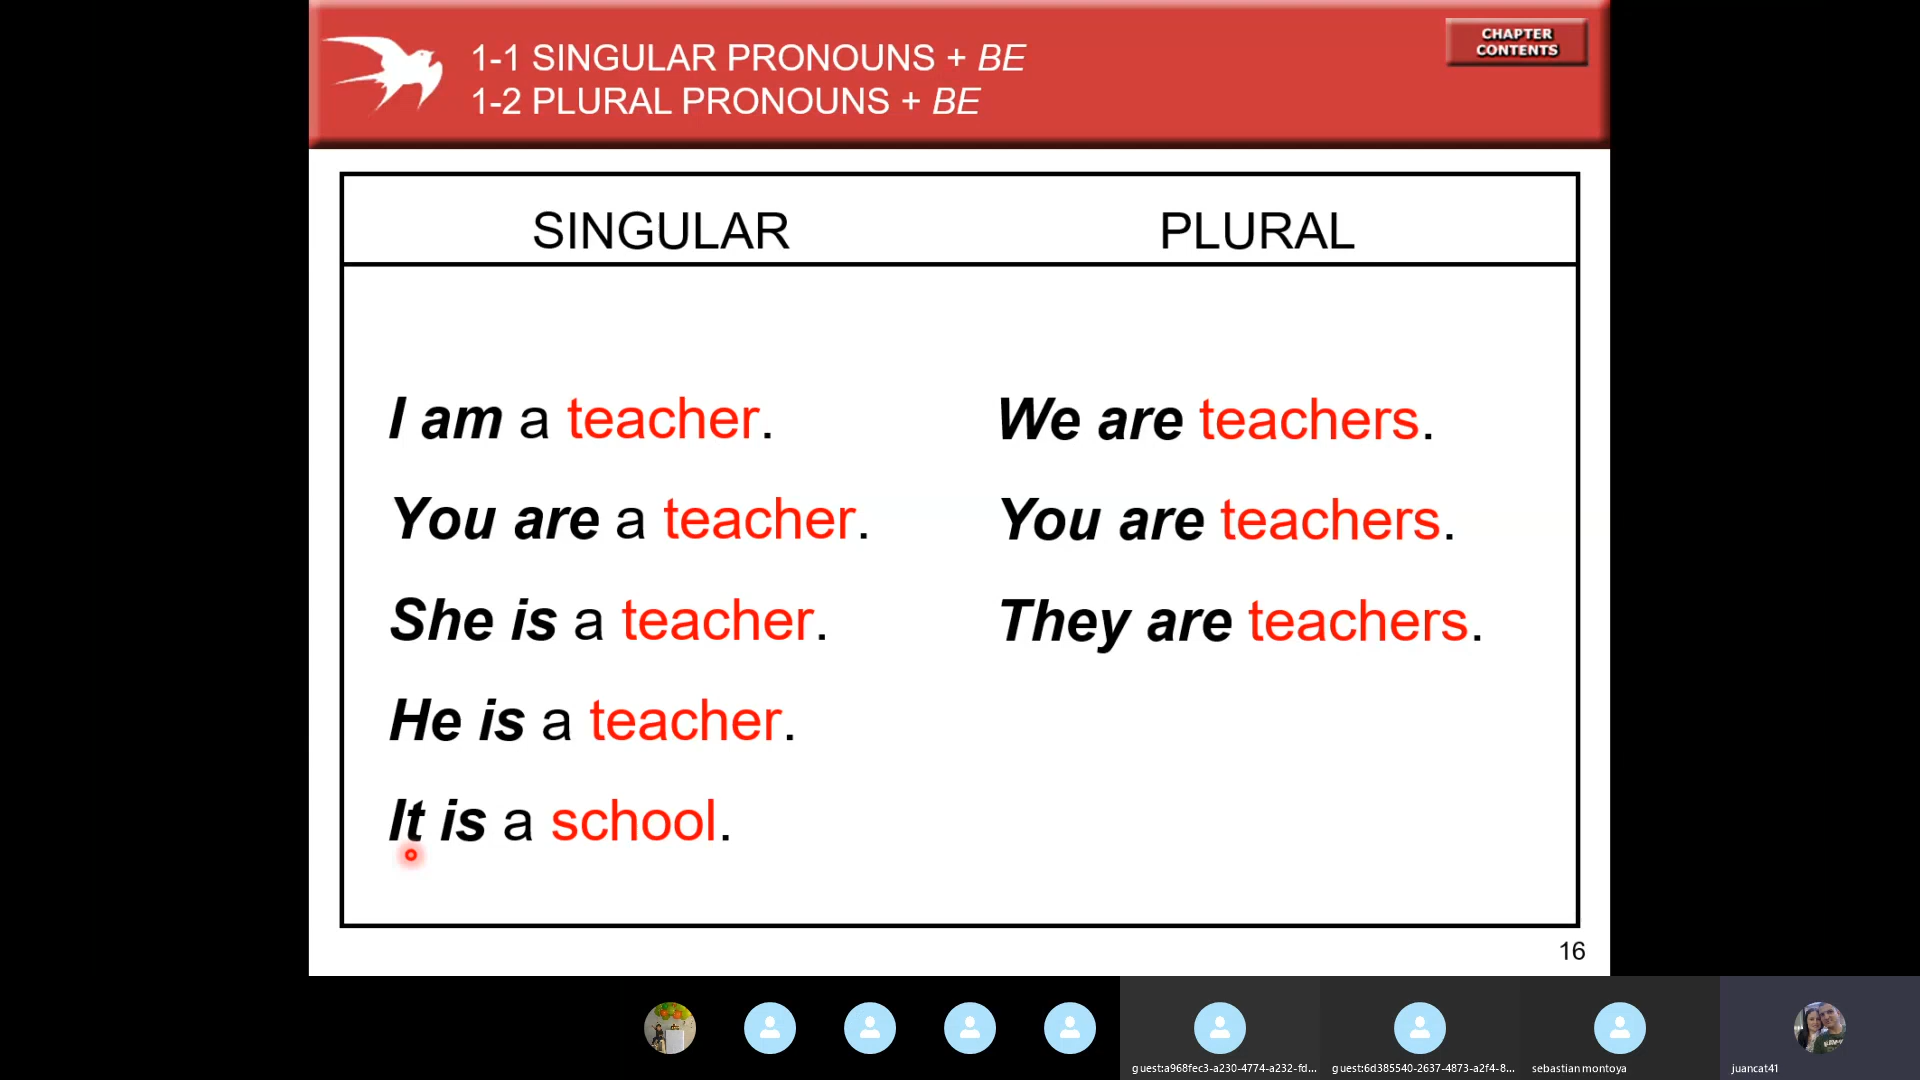 1-1 SINGULAR PRONOUNS + BE
1-2 PLURAL PRONOUNS + BE
CHAPTER
CONTENTS
SINGULAR
PLURAL
I am a teacher.
We are teachers.
You are a teacher.
You are teachers.
She is a teacher.
They are teachers.
He is a teacher.
It is a school.
16
guest:a968fec3-a230-4774-a232-fd...
guest:6d385540-2637-4873-a2f4-8...
sebastian montoya
juancat41